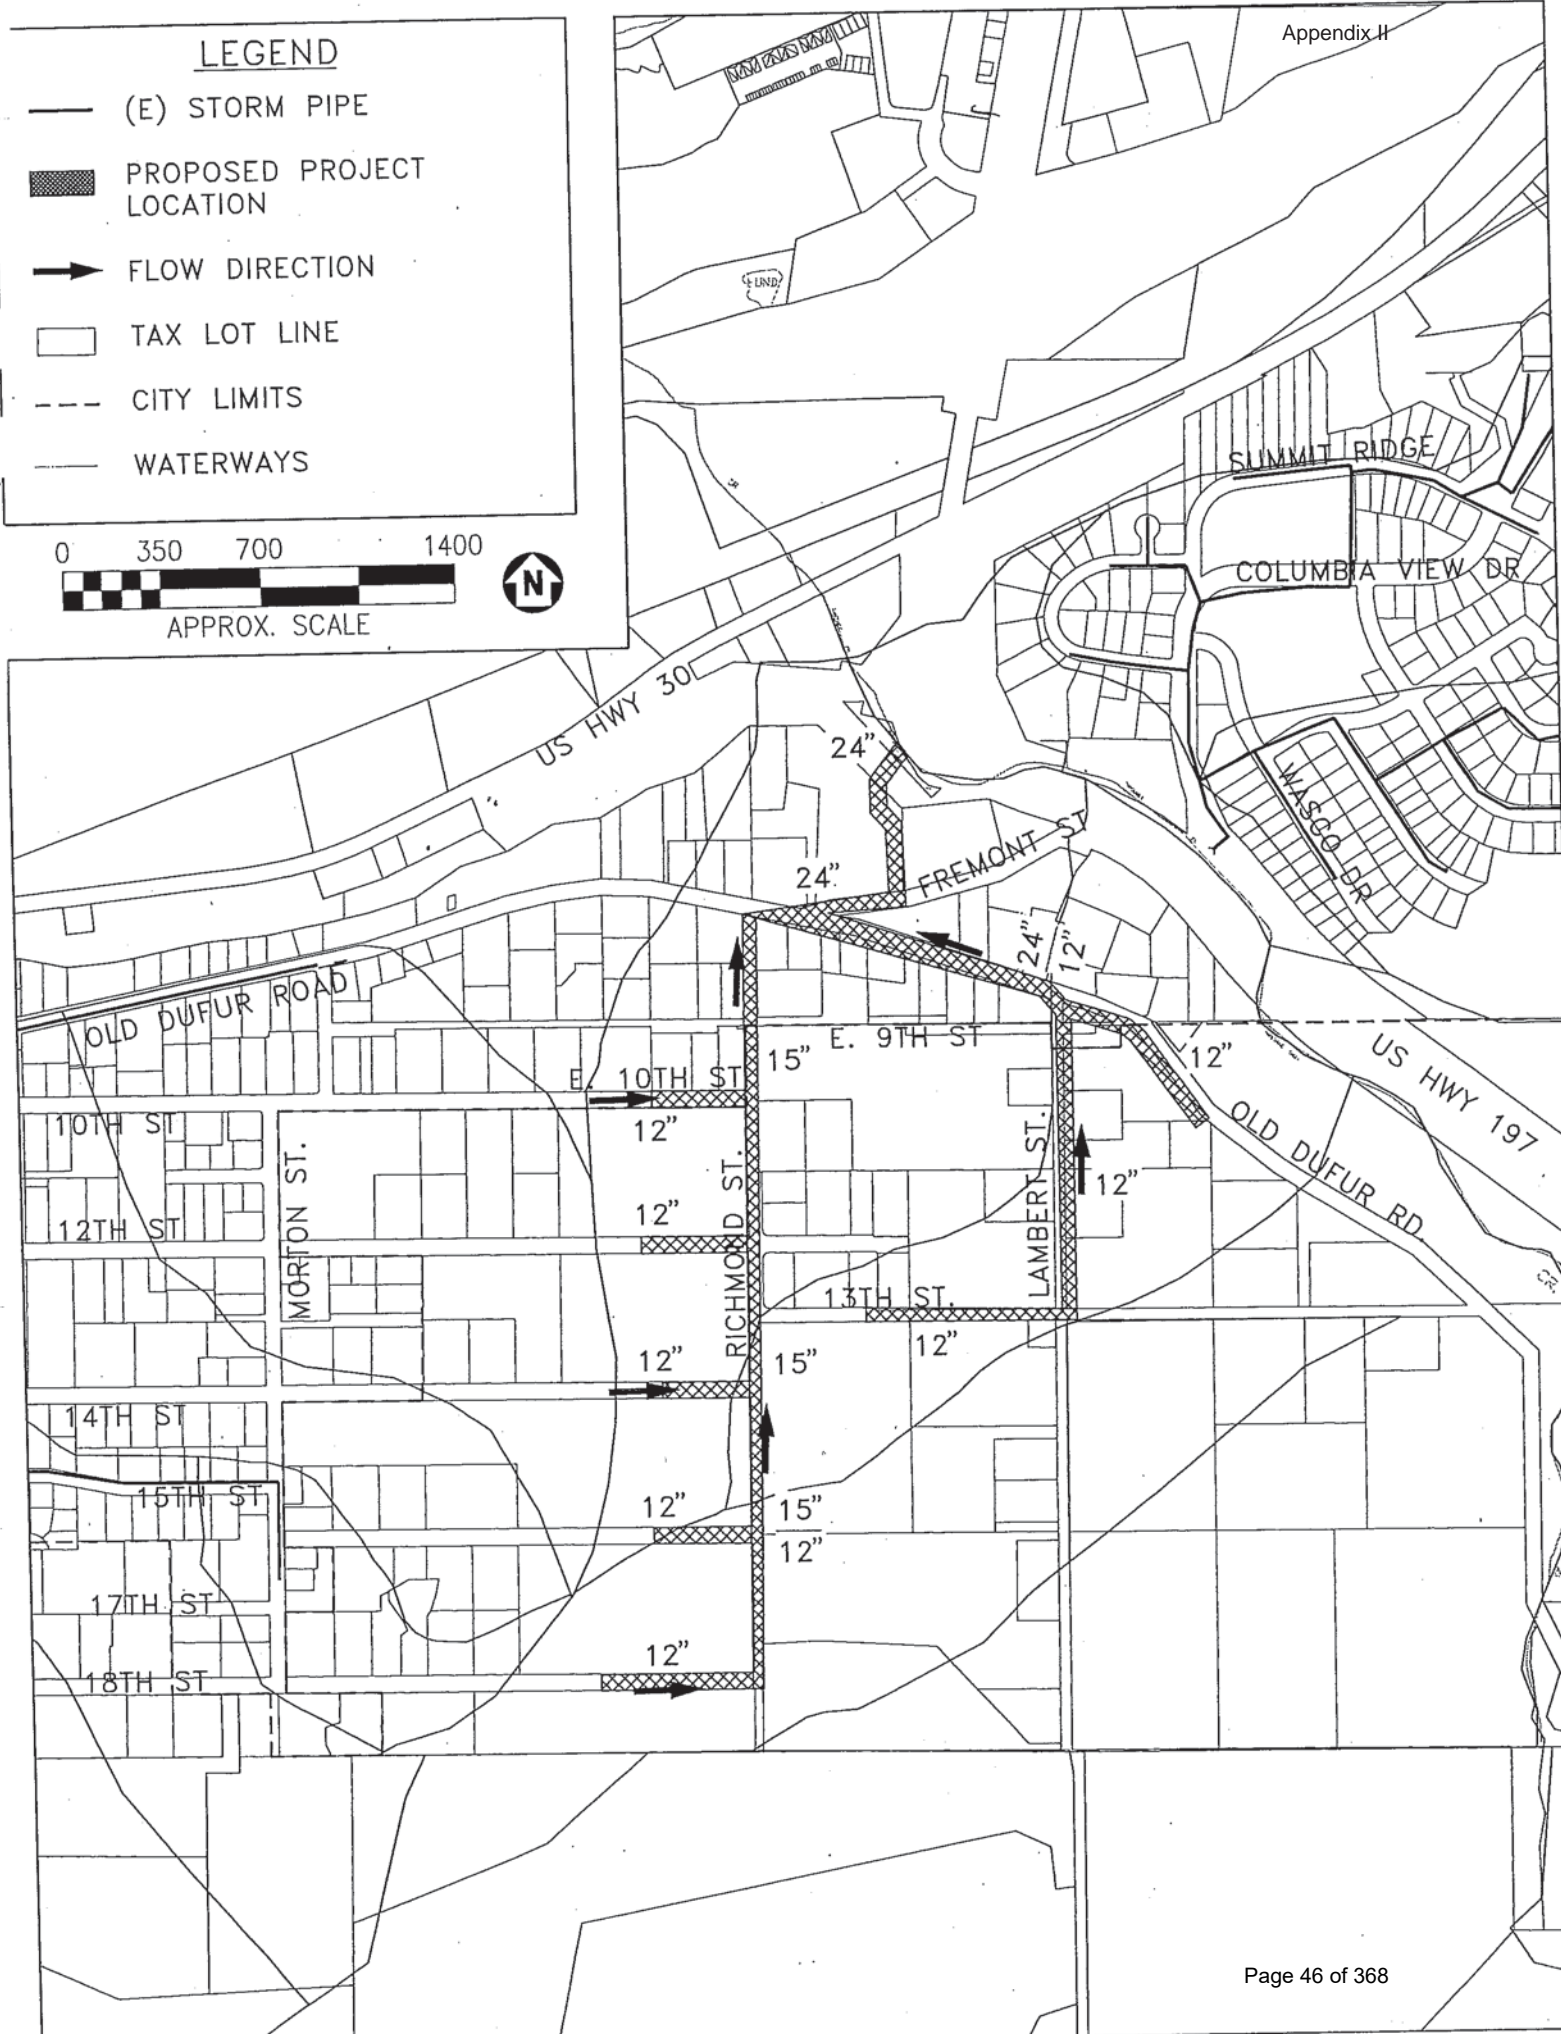 Appendix II
LEGEND
(E) STORM PIPE
PROPOSED PROJECT
LOCATION
FLOW DIRECTION
TAX LOT LINE
CITY LIMITS
WATERWAYS
0 350 700 1400
APPROX. SCALE
N
SUMMIT RIDGE
COLUMBIA VIEW DR
US HWY 30
24"
WASCO DR
FREMONT ST
24"
24"
12"
OLD DUFUR ROAD
E. 9TH ST
15"
12"
US HWY 197
E. 10TH ST
10TH ST
12"
OLD DUFUR RD.
MORTON ST.
RICHMOND ST.
LAMBERT ST.
12"
12"
12TH ST
13TH ST.
12"
12"
15"
14TH ST
15TH ST
12"
15"
12"
17TH ST
12"
18TH ST
CR.
Page 46 of 368